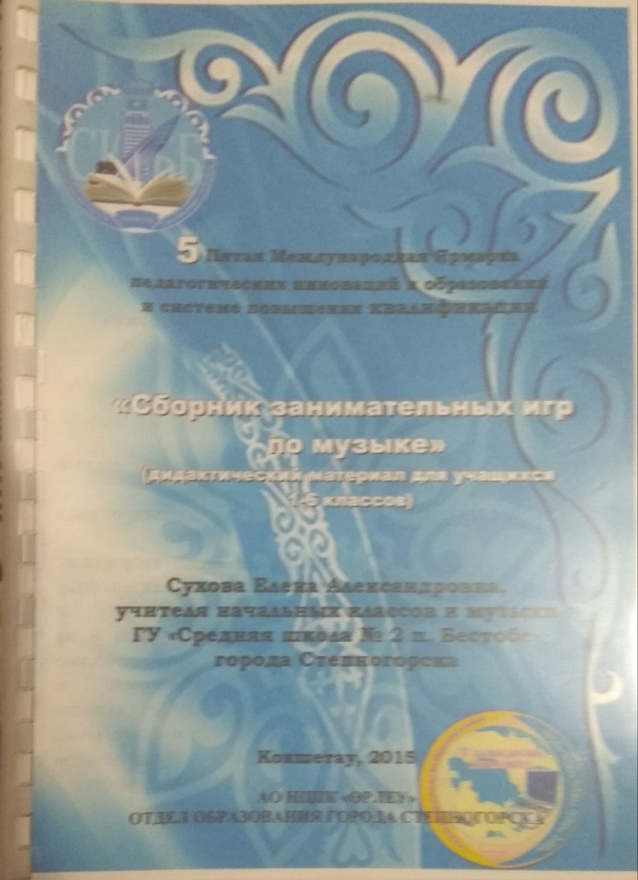 СКТБ
5 Пятая Международная Ярмарка
педагогических инноваций в образовании
и системе повышения квалификации
«Сборник занимательных игр
по музыке»
(дидактический материал для учащихся
1-6 классов)
Сухова Елена Александровна,
учителя начальных классов и музыки
ГУ «Средняя школа № 2 п. Бестобе»
города Степногорска
Кокшетау, 2015
АО НЦПК «ӨРЛЕУ»
ОТДЕЛ ОБРАЗОВАНИЯ ГОРОДА СТЕПНОГОРСКА